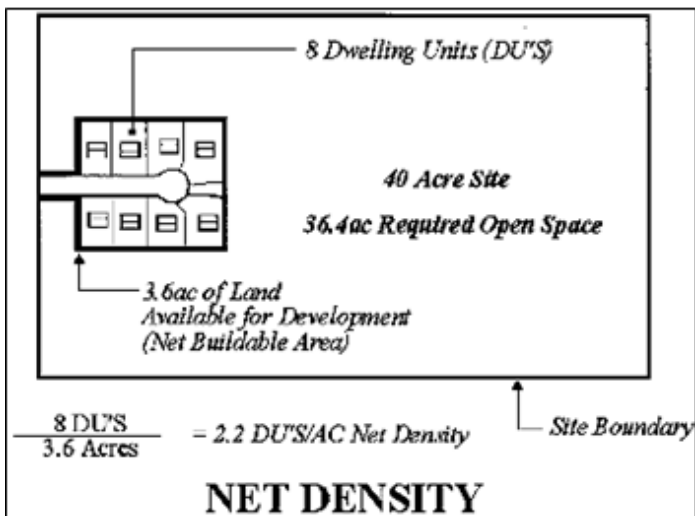 8 Dwelling Units (DU'S)
40 Acre Site
36.4ac Required Open Space
3.6ac of Land
Available for Development
(Net Buildable Area)
8 DU'S
3.6 Acres
= 2.2 DU'S/AC Net Density
Site Boundary
NET DENSITY